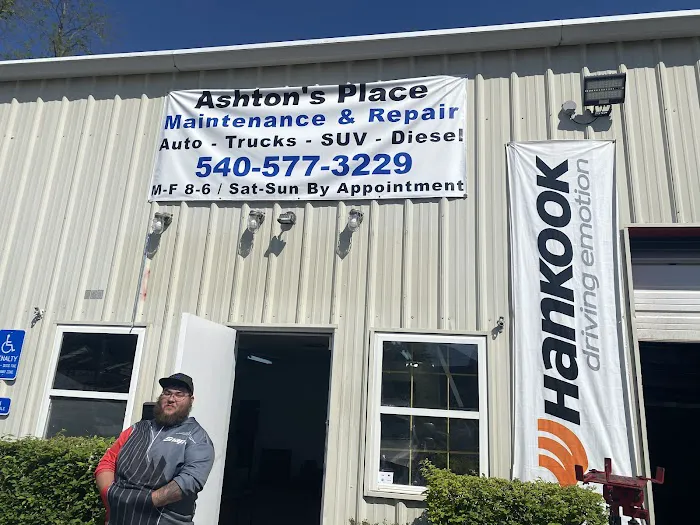 Ashton's Place
Maintenance & Repair
Auto - Trucks - SUV - Diesel
540-577-3229
M-F 8-6 / Sat-Sun By Appointment
HANKOOK
driving emotion
PENALTY